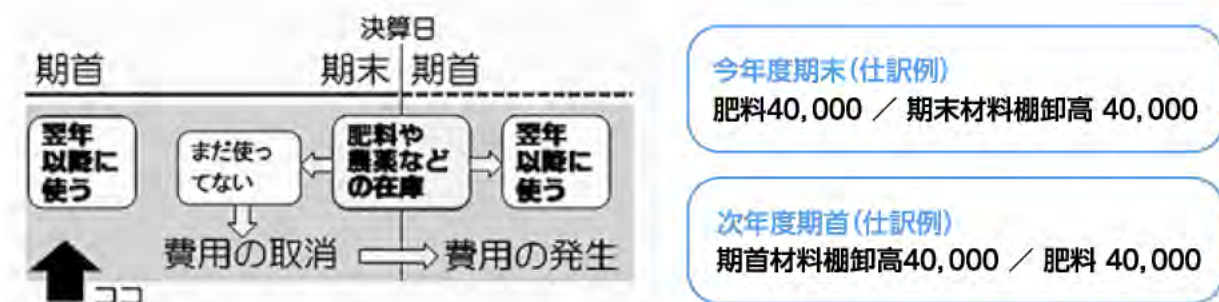 決算日
期首
期末
期首
翌年
以降に
使う
まだ使っ
てない
肥料や
農薬など
の在庫
翌年
以降に
使う
費用の取消
費用の発生
ココ
今年度期末(仕訳例)
肥料40,000 / 期末材料棚卸高 40,000
次年度期首(仕訳例)
期首材料棚卸高40,000 / 肥料 40,000